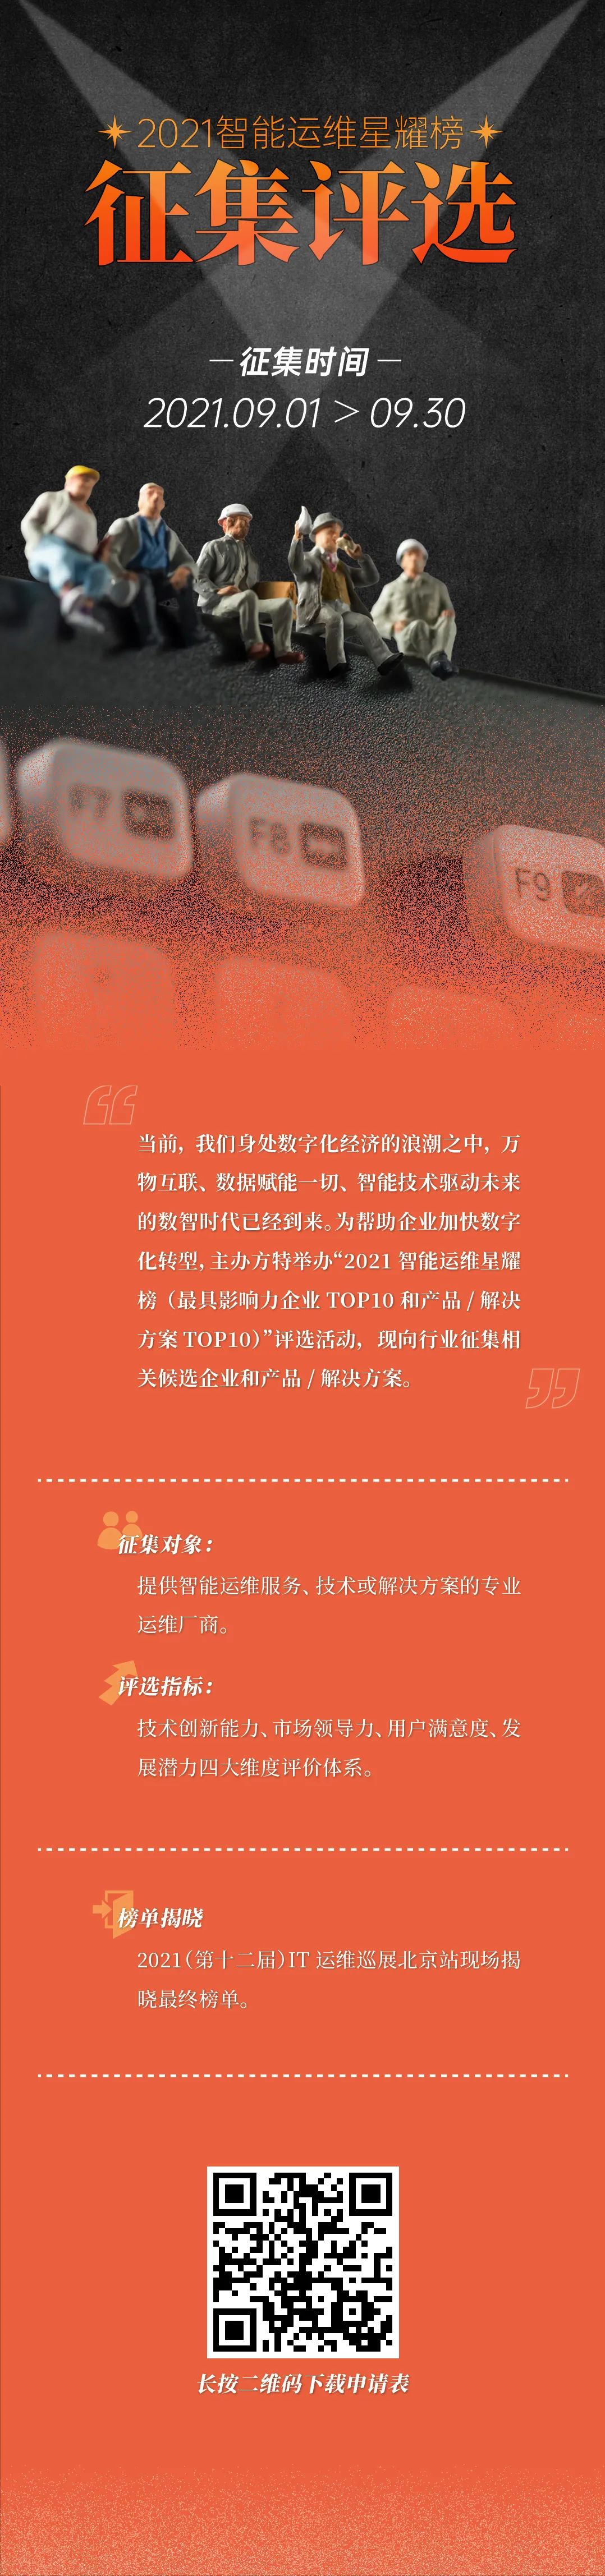 2021智能运维星耀榜
征集评选
征集时间
2021.09.01 > 09.30
F7
F8
F9
当前，我们身处数字化经济的浪潮之中，万
物互联、数据赋能一切、智能技术驱动未来
的数智时代已经到来。为帮助企业加快数字
化转型，主办方特举办“2021 智能运维星耀
榜（最具影响力企业 TOP10 和产品 / 解决
方案 TOP10）”评选活动，现向行业征集相
关候选企业和产品 / 解决方案。
征集对象：
提供智能运维服务、技术或解决方案的专业
运维厂商。
评选指标：
技术创新能力、市场领导力、用户满意度、发
展潜力四大维度评价体系。
榜单揭晓
2021（第十二届）IT 运维巡展北京站现场揭
晓最终榜单。
长按二维码下载申请表